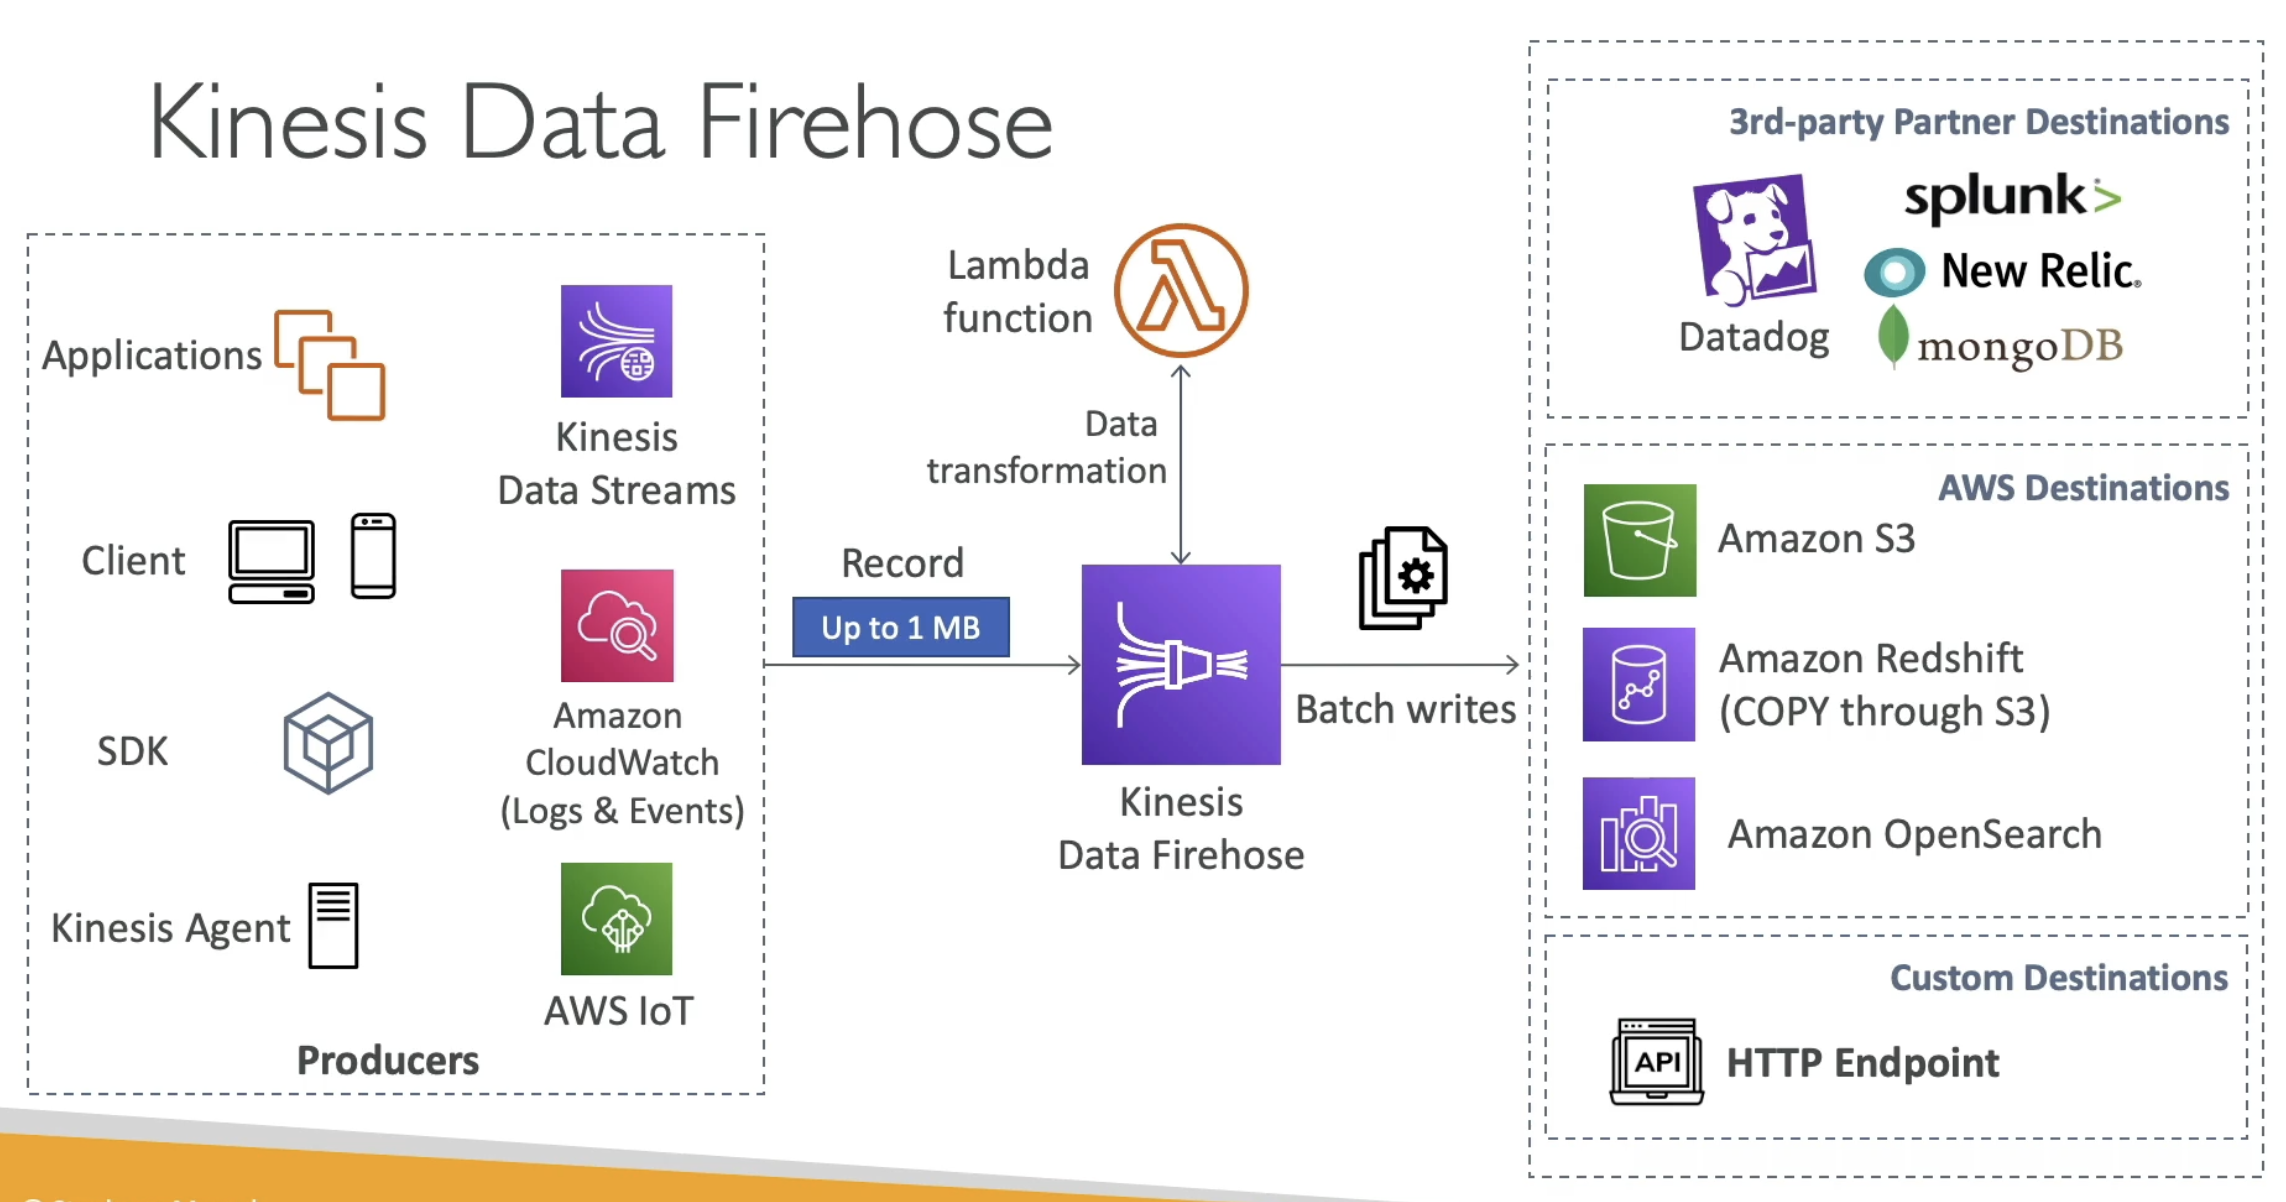 Kinesis Data Firehose
Applications
Kinesis
Data Streams
Client
Amazon
CloudWatch
(Logs & Events)
SDK
Kinesis Agent
AWS IoT
Producers
Record
Up to 1 MB
Lambda
function
Data
transformation
Kinesis
Data Firehose
Batch writes
3rd-party Partner Destinations
Datadog
splunk>
New Relic®
mongoDB
AWS Destinations
Amazon S3
Amazon Redshift
(COPY through S3)
Amazon OpenSearch
Custom Destinations
API
HTTP Endpoint